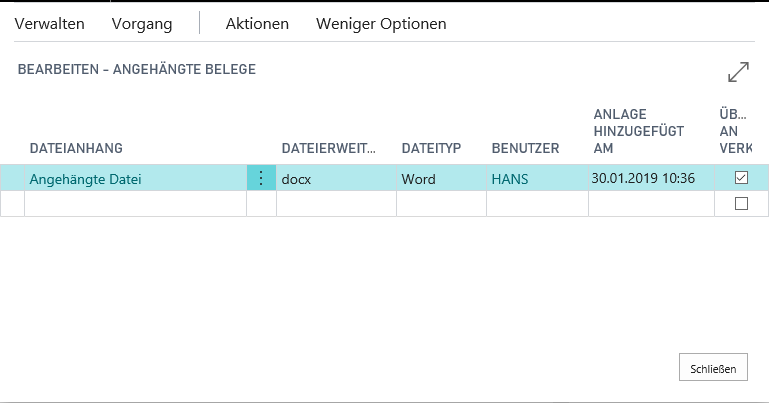 Verwalten Vorgang Aktionen Weniger Optionen
BEARBEITEN - ANGEHÄNGTE BELEGE
ANLAGE ÜB...
HINZUGEFÜGT AN
DATEIANHANG DATEIERWEIT... DATEITYP BENUTZER AM VERK
Angehängte Datei docx Word HANS 30.01.2019 10:36
Schließen